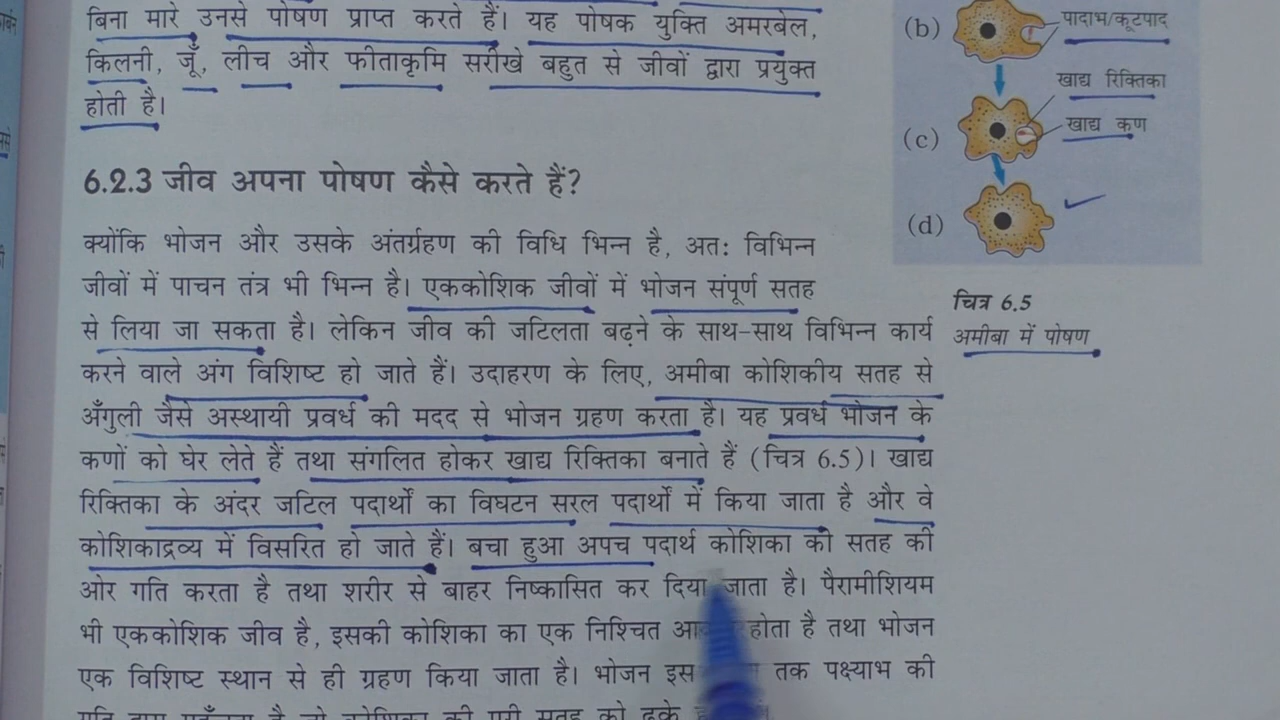 बिना मारे उनसे पोषण प्राप्त करते हैं। यह पोषक युक्ति अमरबेल,
किलनी, जूँ, लीच और फीताकृमि सरीखे बहुत से जीवों द्वारा प्रयुक्त
होती है।
6.2.3 जीव अपना पोषण कैसे करते हैं?
क्योंकि भोजन और उसके अंतर्ग्रहण की विधि भिन्न है, अतः विभिन्न
जीवों में पाचन तंत्र भी भिन्न है। एककोशिक जीवों में भोजन संपूर्ण सतह
से लिया जा सकता है। लेकिन जीव की जटिलता बढ़ने के साथ-साथ विभिन्न कार्य
करने वाले अंग विशिष्ट हो जाते हैं। उदाहरण के लिए, अमीबा कोशिकीय सतह से
अँगुली जैसे अस्थायी प्रवर्ध की मदद से भोजन ग्रहण करता है। यह प्रवर्ध भोजन के
कणों को घेर लेते हैं तथा संगलित होकर खाद्य रिक्तिका बनाते हैं (चित्र 6.5)। खाद्य
रिक्तिका के अंदर जटिल पदार्थों का विघटन सरल पदार्थों में किया जाता है और वे
कोशिकाद्रव्य में विसरित हो जाते हैं। बचा हुआ अपच पदार्थ कोशिका की सतह की
ओर गति करता है तथा शरीर से बाहर निष्कासित कर दिया जाता है। पैरामीशियम
भी एककोशिक जीव है, इसकी कोशिका का एक निश्चित होता है तथा भोजन
एक विशिष्ट स्थान से ही ग्रहण किया जाता है। भोजन इस तक पक्ष्याभ की
कोशिका की पूरी सतह को ढके
(b)
पादाभ/कूटपाद
खाद्य रिक्तिका
(c)
खाद्य कण
(d)
चित्र 6.5
अमीबा में पोषण